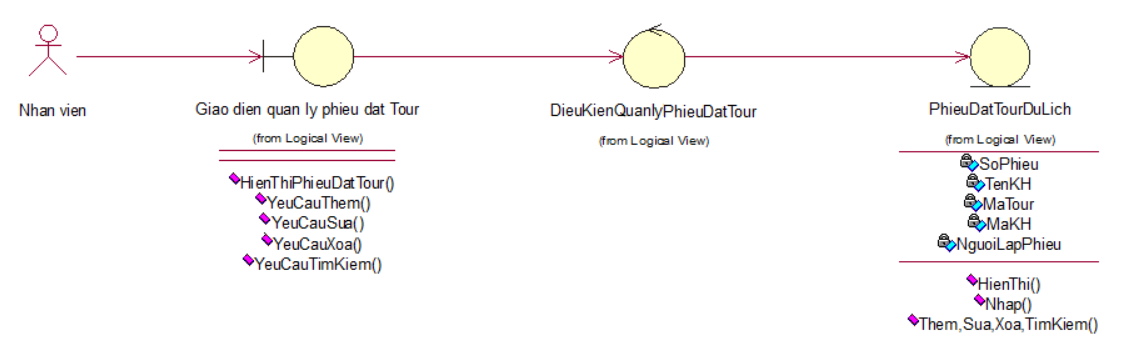 Nhan vien
Giao dien quan ly phieu dat Tour
(from Logical View)
HienThiPhieuDatTour()
YeuCauThem()
YeuCauSua()
YeuCauXoa()
YeuCauTimKiem()
DieuKienQuanlyPhieuDatTour
(from Logical View)
PhieuDatTourDuLich
(from Logical View)
SoPhieu
TenKH
MaTour
MaKH
NguoiLapPhieu
HienThi()
Nhap()
Them,Sua,Xoa,TimKiem()